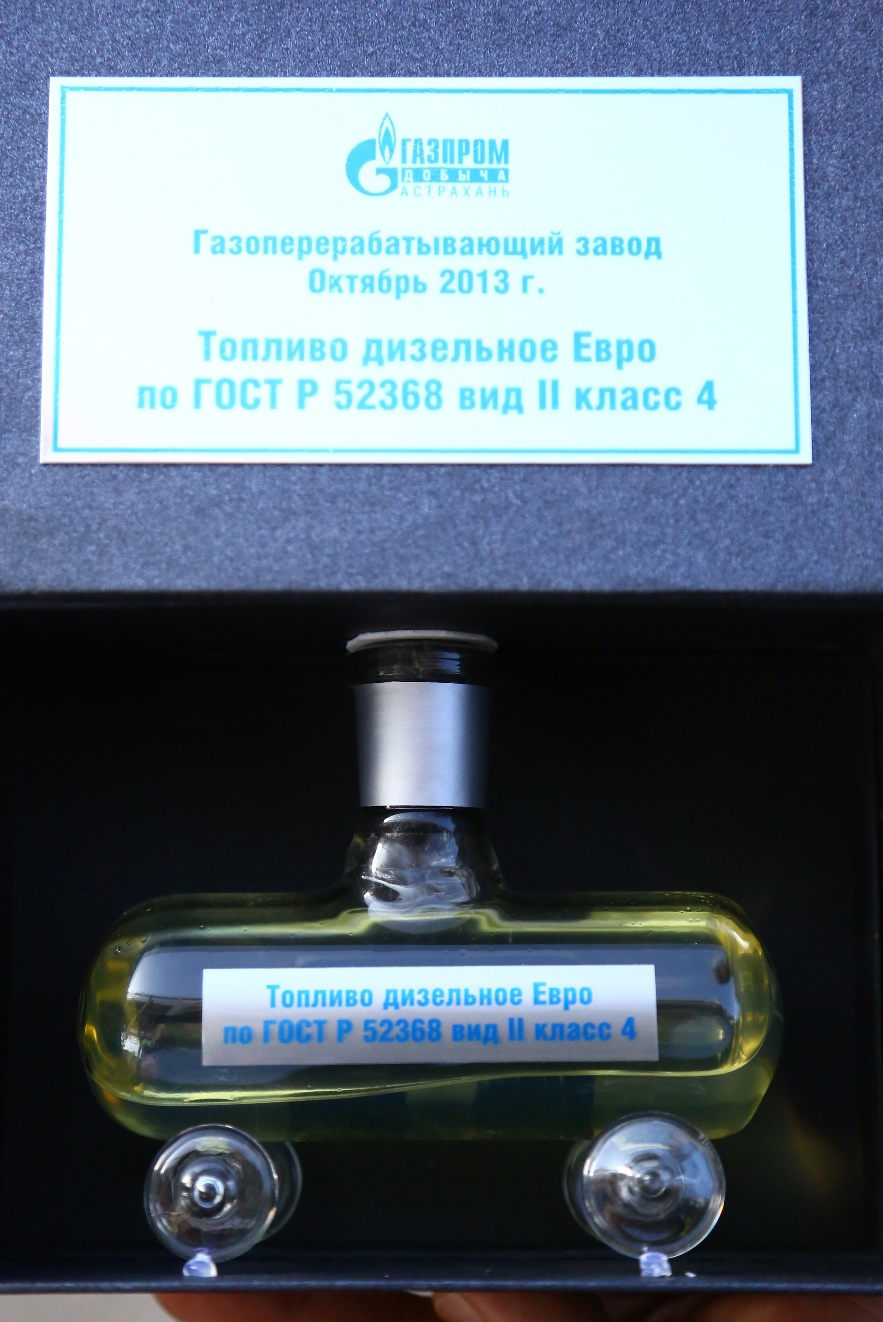 ГАЗПРОМ
ДОБЫЧА
АСТРАХАНЬ
Газоперерабатывающий завод
Октябрь 2013 г.
Топливо дизельное Евро
по ГОСТ Р 52368 вид II класс 4
Топливо дизельное Евро
по ГОСТ Р 52368 вид II класс 4